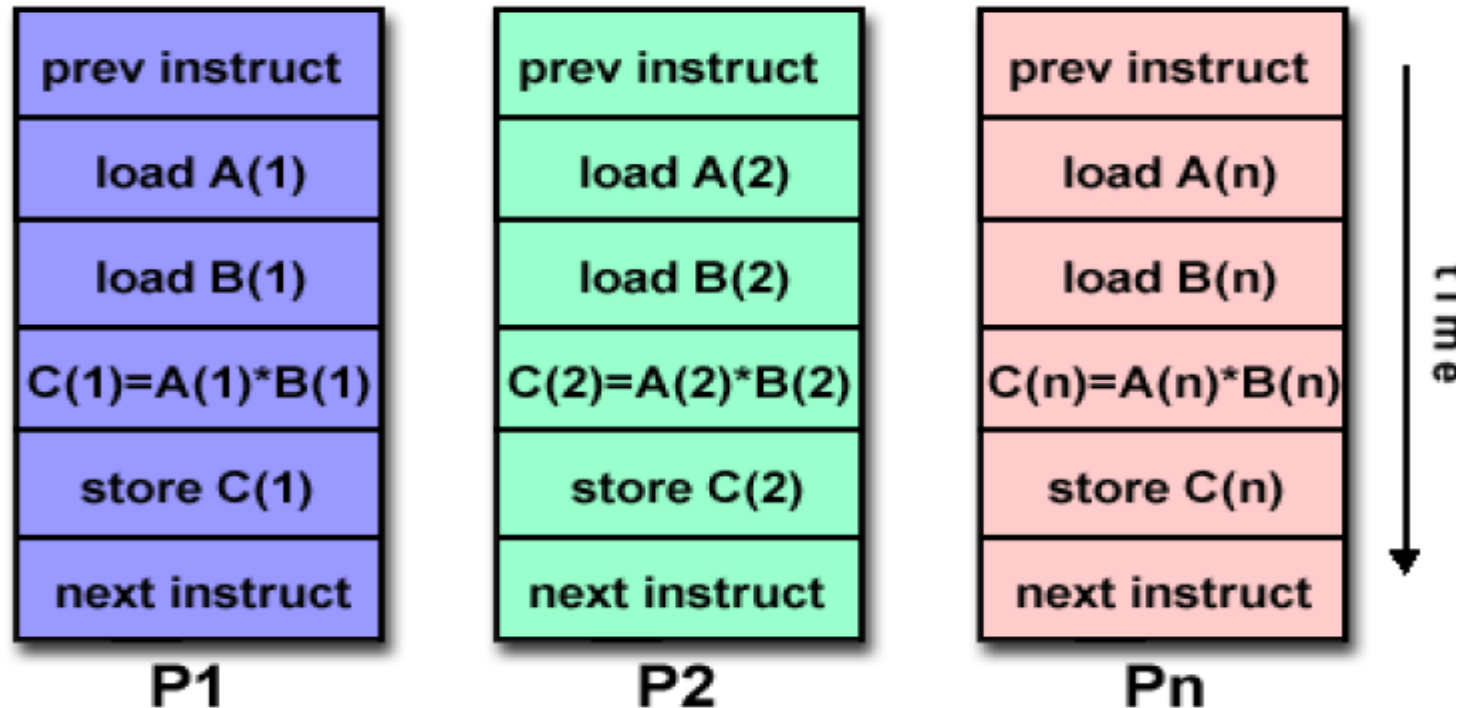 prev instruct
load A(1)
load B(1)
C(1)=A(1)*B(1)
store C(1)
next instruct
P1
prev instruct
load A(2)
load B(2)
C(2)=A(2)*B(2)
store C(2)
next instruct
P2
prev instruct
load A(n)
load B(n)
C(n)=A(n)*B(n)
store C(n)
next instruct
Pn
time